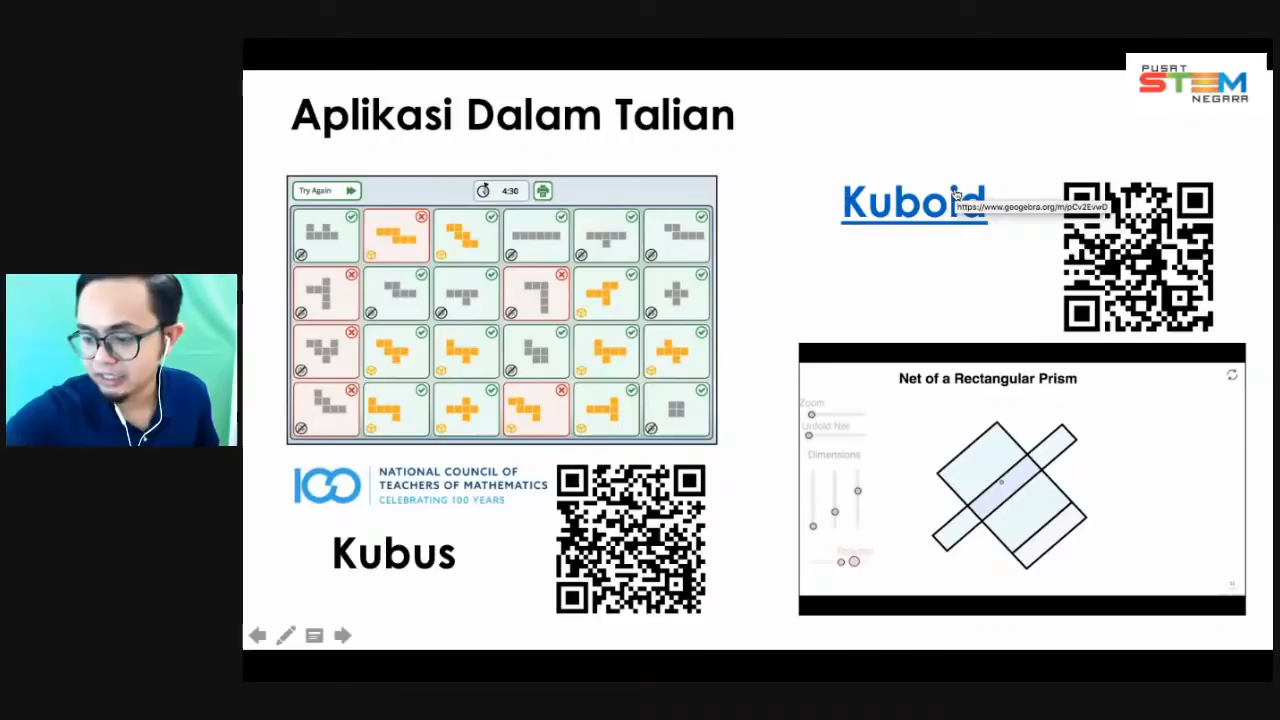 PUSAT
STEM
NEGARA
Aplikasi Dalam Talian
Try Again
4:30
Kuboid
https://www.geogebra.org/m/pCv2EvwD
Net of a Rectangular Prism
Zoom
Unfold Net
Dimensions
100
NATIONAL COUNCIL OF
TEACHERS OF MATHEMATICS
CELEBRATING 100 YEARS
Kubus